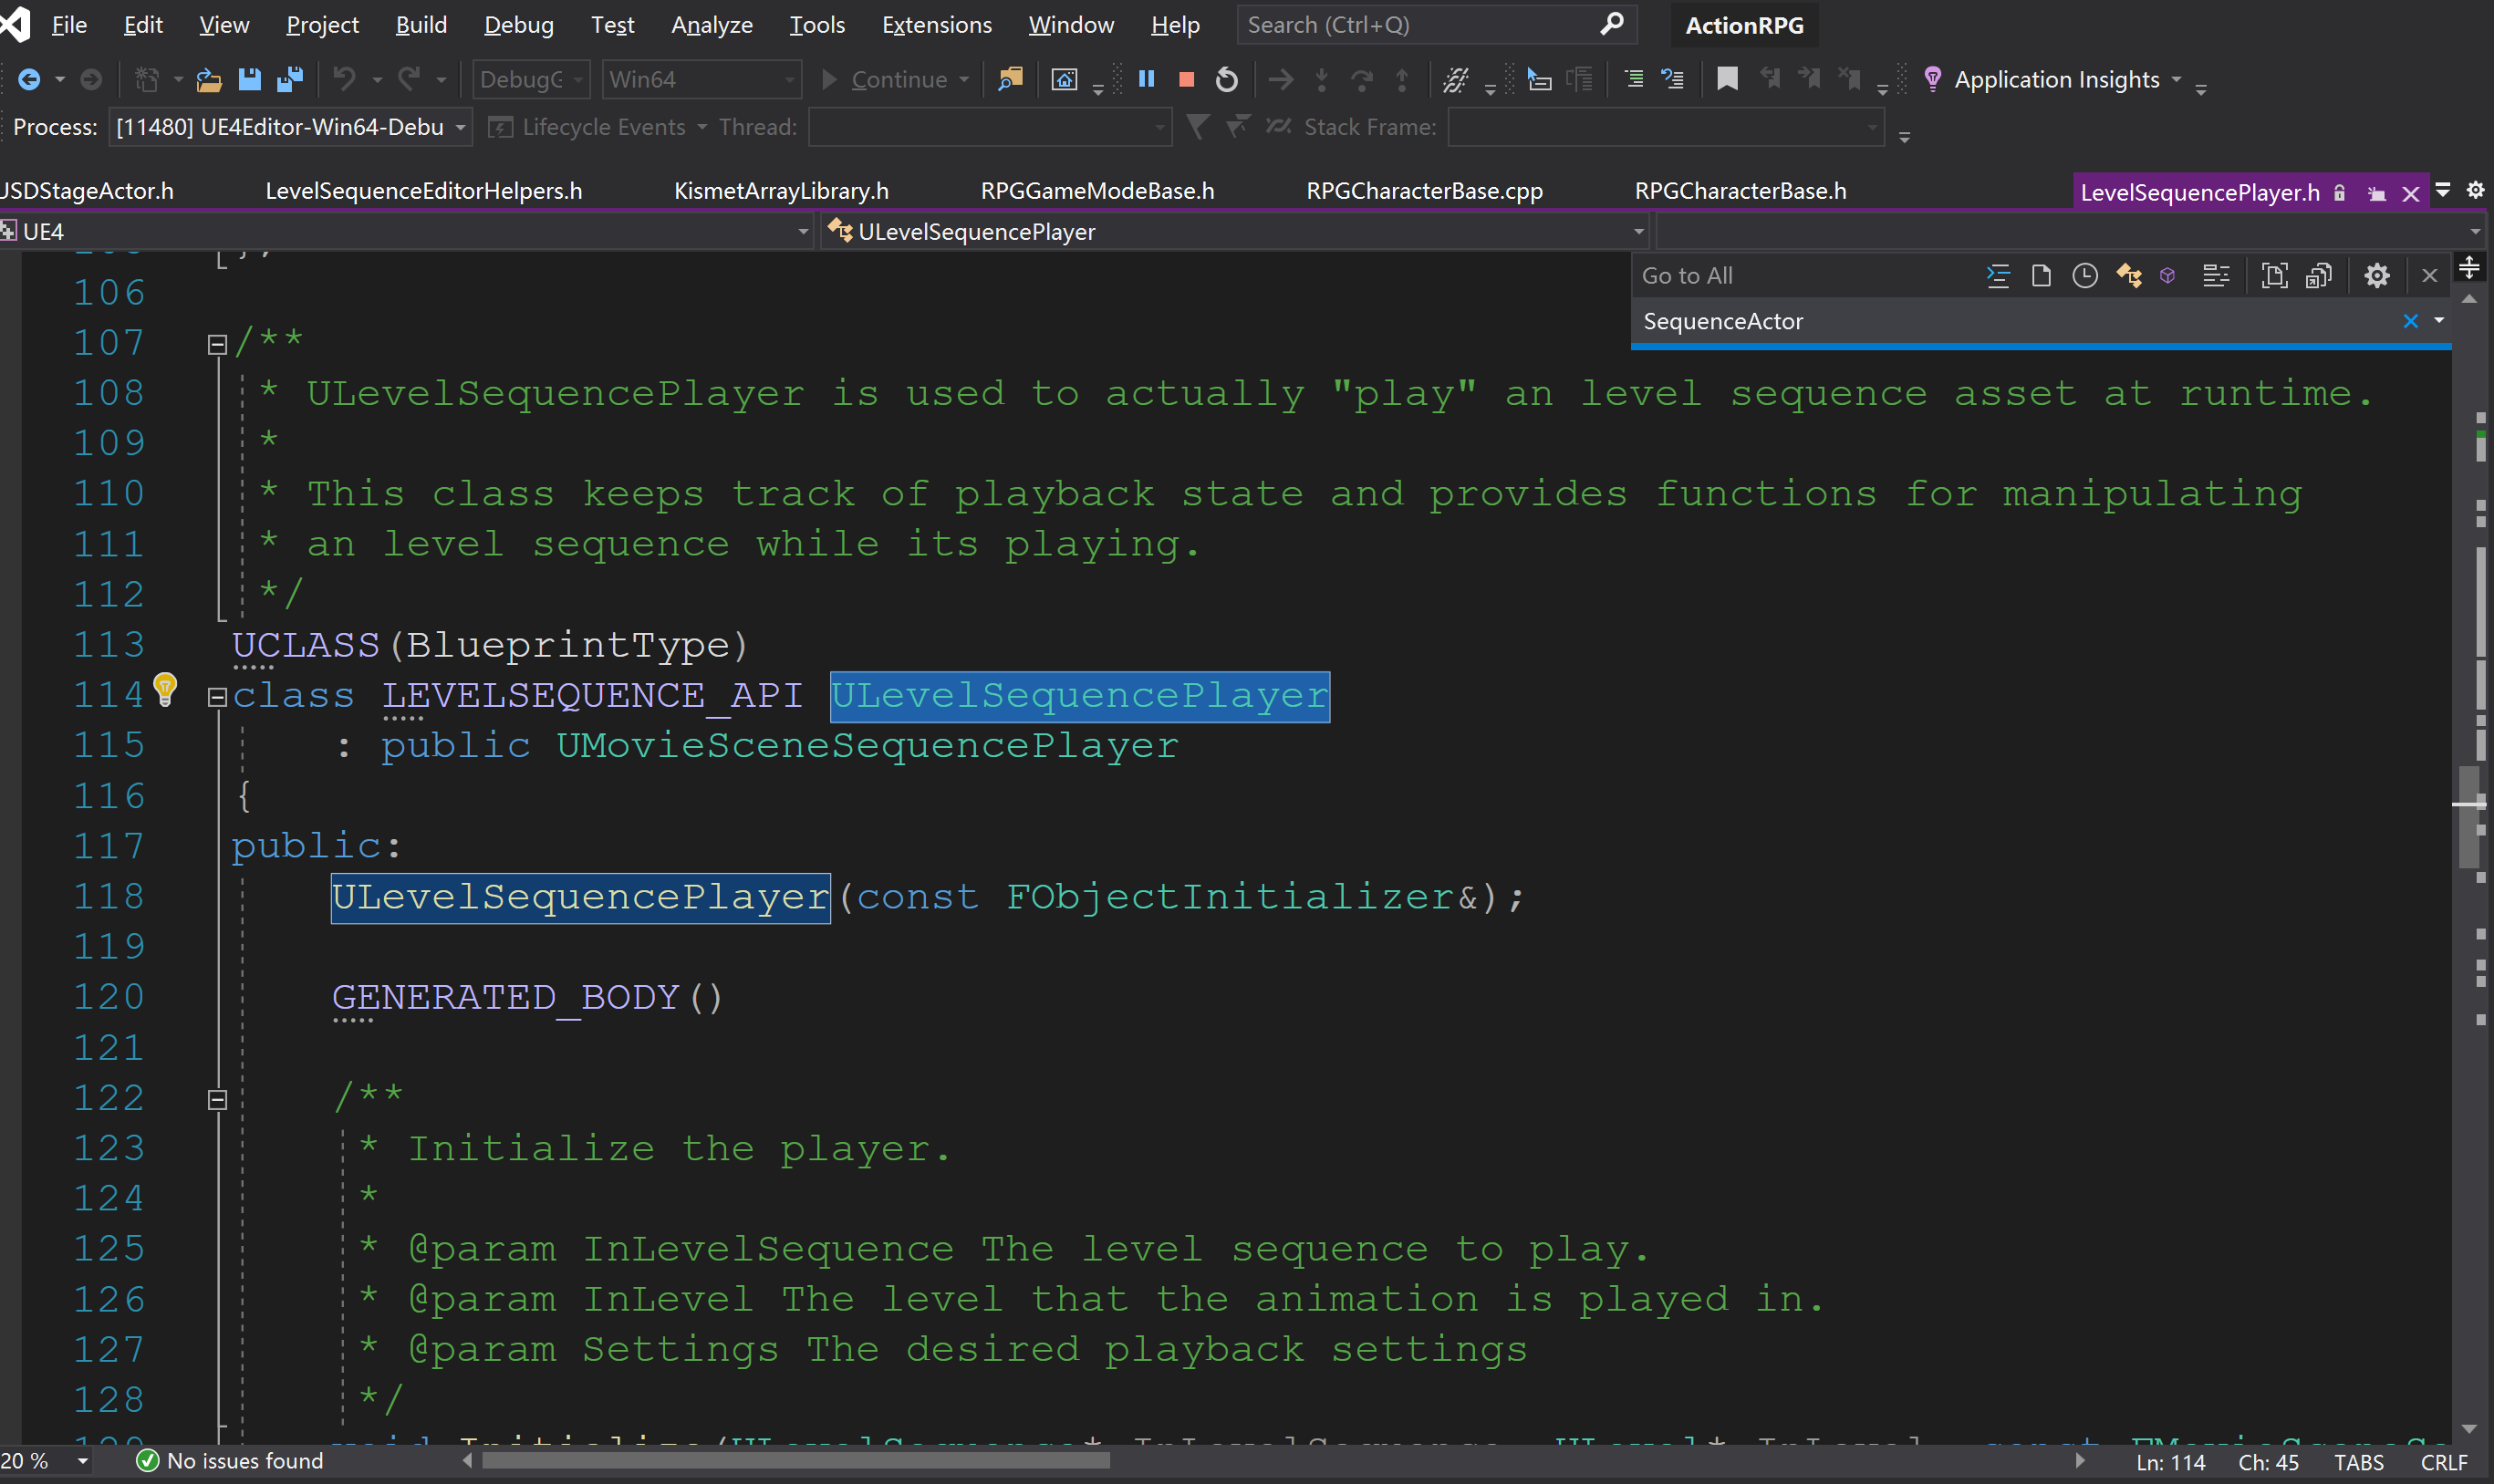 File Edit View Project Build Debug Test Analyze Tools Extensions Window Help Search (Ctrl+Q) ActionRPG
DebugG Win64 Continue Application Insights
Process: [11480] UE4Editor-Win64-Debu Lifecycle Events Thread: Stack Frame:
USDStageActor.h LevelSequenceEditorHelpers.h KismetArrayLibrary.h RPGGameModeBase.h RPGCharacterBase.cpp RPGCharacterBase.h LevelSequencePlayer.h
UE4 ULevelSequencePlayer
Go to All
SequenceActor
106
107 /**
108 * ULevelSequencePlayer is used to actually "play" an level sequence asset at runtime.
109 *
110 * This class keeps track of playback state and provides functions for manipulating
111 * an level sequence while its playing.
112 */
113 UCLASS(BlueprintType)
114 class LEVELSEQUENCE_API ULevelSequencePlayer
115 : public UMovieSceneSequencePlayer
116 {
117 public:
118 ULevelSequencePlayer(const FObjectInitializer&);
119
120 GENERATED_BODY()
121
122 /**
123 * Initialize the player.
124 *
125 * @param InLevelSequence The level sequence to play.
126 * @param InLevel The level that the animation is played in.
127 * @param Settings The desired playback settings
128 */
20 % No issues found Ln: 114 Ch: 45 TABS CRLF